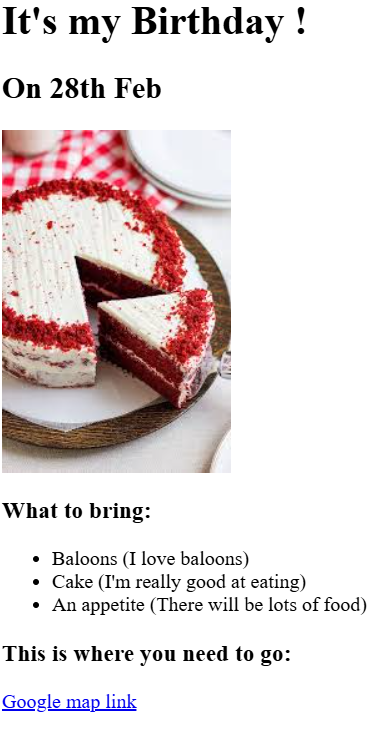 It's my Birthday !
On 28th Feb
What to bring:
• Baloons (I love baloons)
• Cake (I'm really good at eating)
• An appetite (There will be lots of food)
This is where you need to go:
Google map link